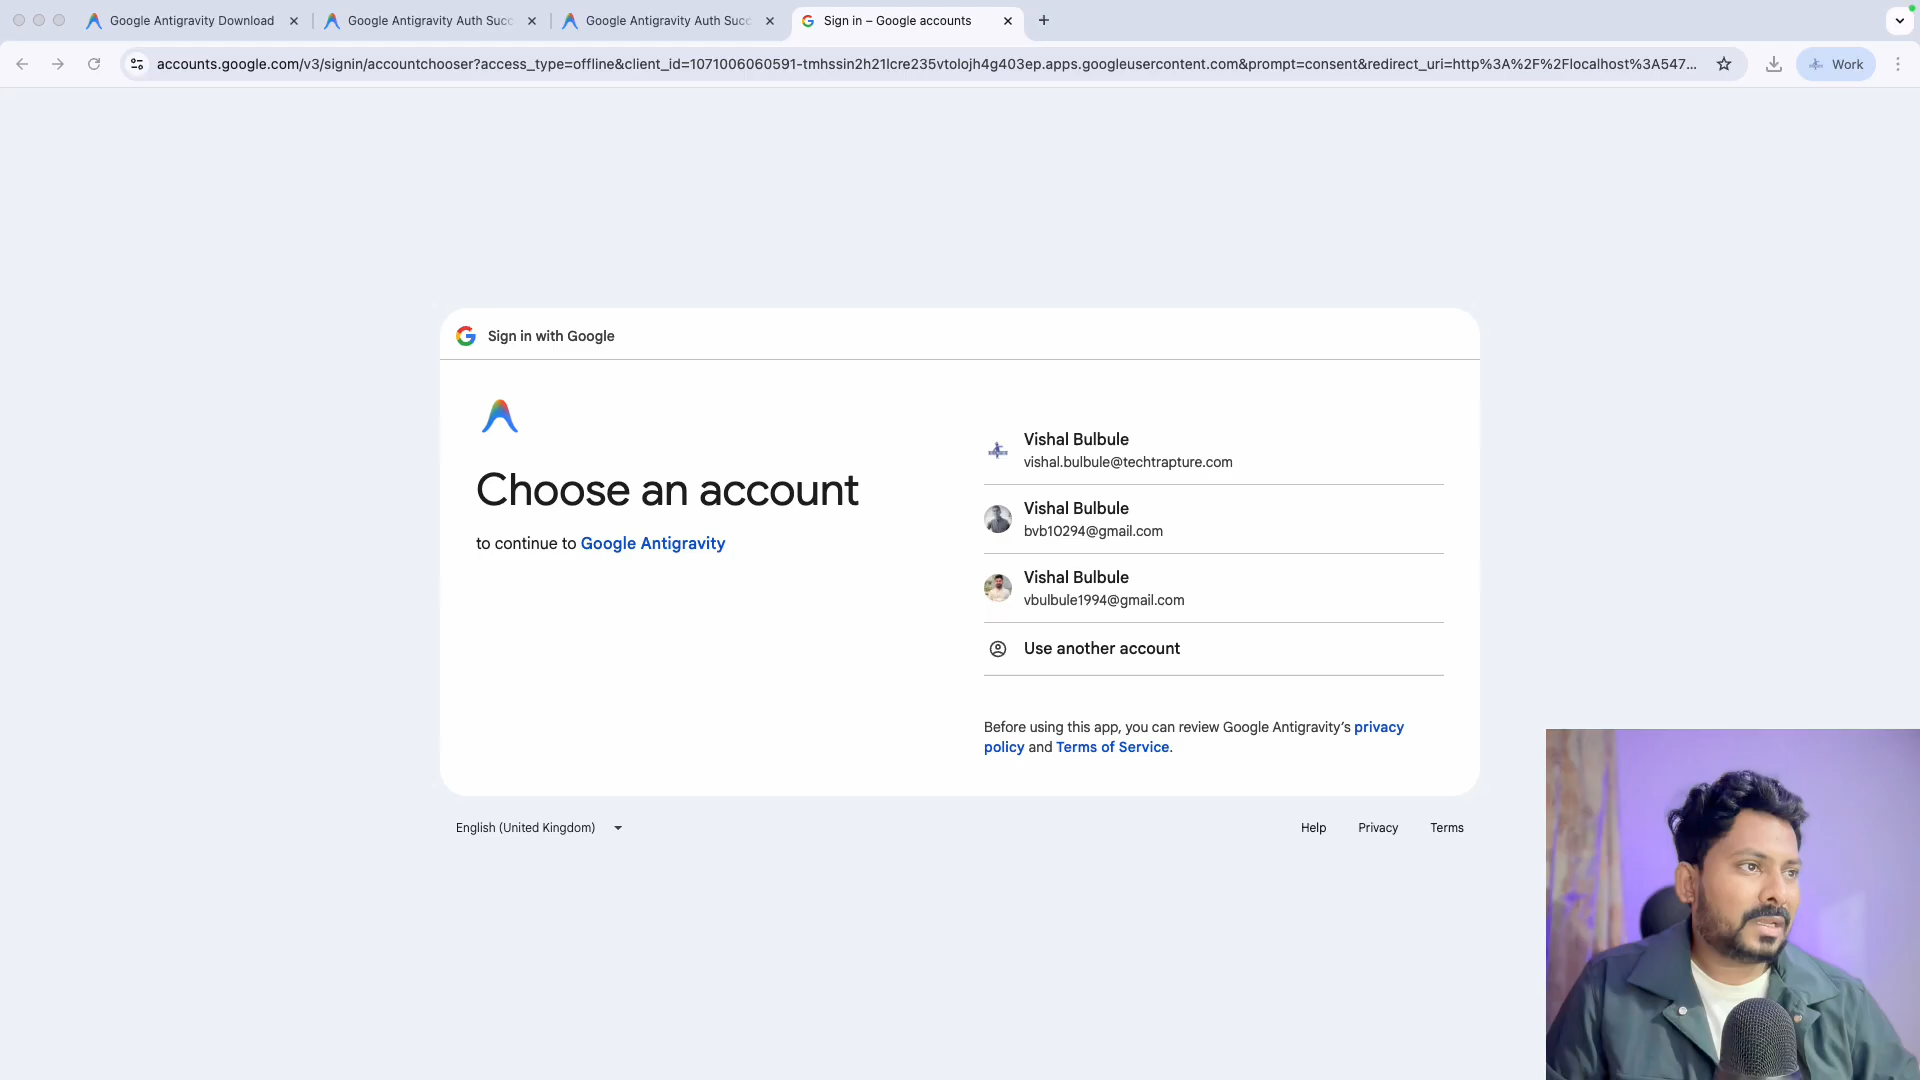 Google Antigravity Download
Google Antigravity Auth Succ
Google Antigravity Auth Succ
Sign in – Google accounts
accounts.google.com/v3/signin/accountchooser?access_type=offline&client_id=1071006060591-tmhssin2h21lcre235vtolojh4g403ep.apps.googleusercontent.com&prompt=consent&redirect_uri=http%3A%2F%2Flocalhost%3A547...
Work
Sign in with Google
Choose an account
to continue to Google Antigravity
Vishal Bulbule
vishal.bulbule@techtrapture.com
Vishal Bulbule
bvb10294@gmail.com
Vishal Bulbule
vbulbule1994@gmail.com
Use another account
Before using this app, you can review Google Antigravity’s privacy
policy and Terms of Service.
English (United Kingdom)
Help
Privacy
Terms